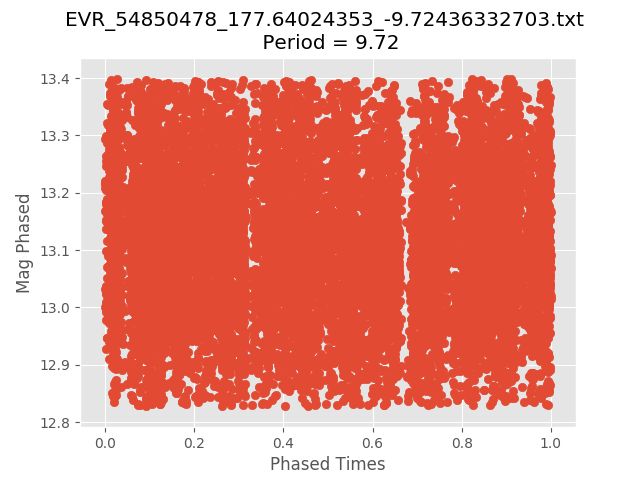 EVR_54850478_177.64024353_-9.72436332703.txt
Period = 9.72
Mag Phased
13.4
13.3
13.2
13.1
13.0
12.9
12.8
0.0 0.2 0.4 0.6 0.8 1.0
Phased Times